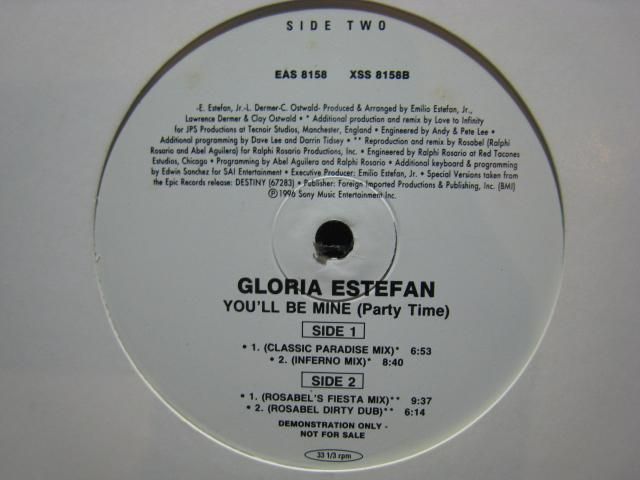 SIDE TWO
EAS 8158 XSS 8158B
-E. Estefan, Jr.-L. Dermer-C. Ostwald- Produced & Arranged by Emilio Estefan, Jr.,
Lawrence Dermer & Clay Ostwald • * Additional production and remix by Love to Infinity
for JPS Productions at Tecnoir Studios, Manchester, England • Engineered by Andy & Pete Lee •
Additional programming by Dave Lee and Darrin Tidsey • ** Reproduction and remix by Rosabel (Ralphi
Rosario and Abel Aguilera) for Ralphi Rosario Productions, Inc. • Engineered by Ralphi Rosario at Red Tacones
Estudios, Chicago • Programming by Abel Aguilera and Ralphi Rosario • Additional keyboard & programming
by Edwin Sanchez for SAI Entertainment • Executive Producer: Emilio Estefan, Jr. • Special Versions taken from
the Epic Records release: DESTINY (67283) • Publisher: Foreign Imported Productions & Publishing, Inc. (BMI)
℗1996 Sony Music Entertainment Inc.
GLORIA ESTEFAN
YOU'LL BE MINE (Party Time)
SIDE 1
• 1. (CLASSIC PARADISE MIX)* 6:53
• 2. (INFERNO MIX)* 8:40
SIDE 2
• 1. (ROSABEL'S FIESTA MIX)** 9:37
• 2. (ROSABEL DIRTY DUB)** 6:14
DEMONSTRATION ONLY -
NOT FOR SALE
33 1/3 rpm